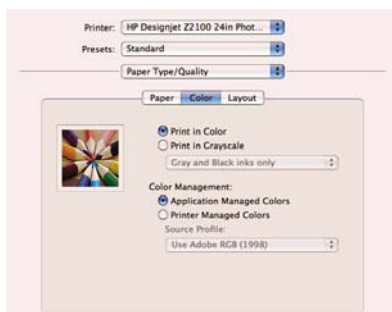 Printer: HP Designjet Z2100 24in Phot...
Presets: Standard
Paper Type/Quality
Paper Color Layout
Print in Color
Print in Grayscale
Gray and Black inks only
Color Management:
Application Managed Colors
Printer Managed Colors
Source Profile:
Use Adobe RGB (1998)